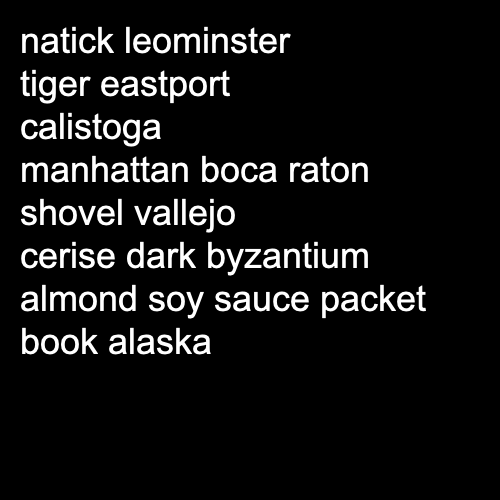 natick leominster
tiger eastport
calistoga
manhattan boca raton
shovel vallejo
cerise dark byzantium
almond soy sauce packet
book alaska